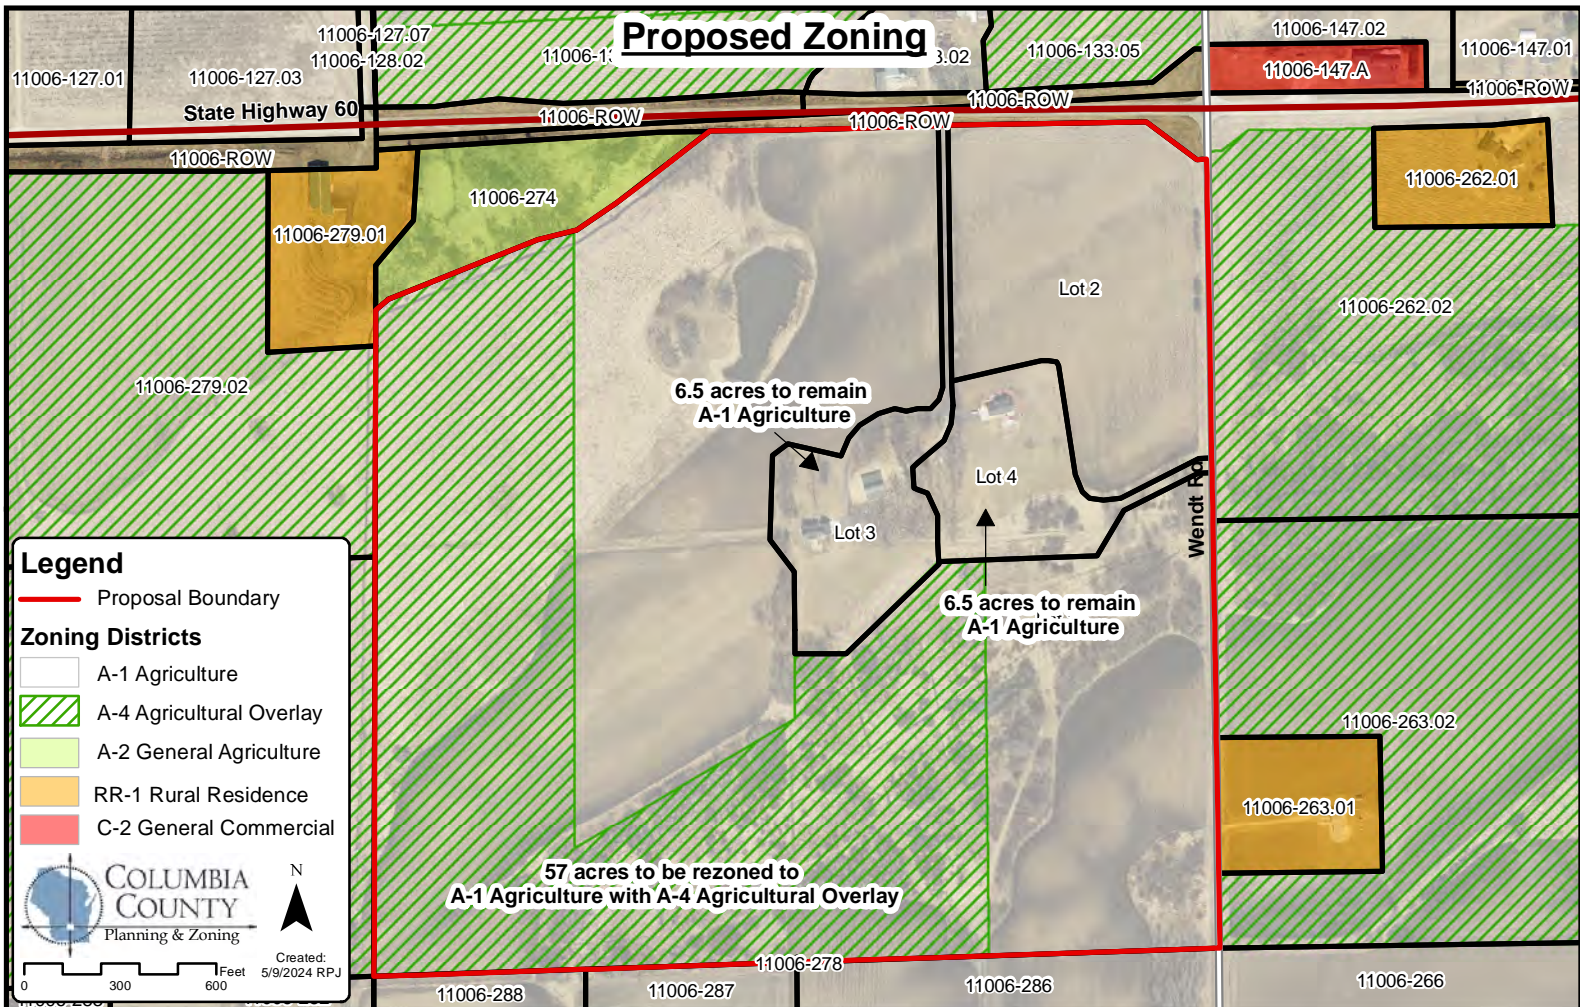 Proposed Zoning
11006-127.07
11006-128.02
11006-127.01
11006-127.03
11006-133.05
11006-147.02
11006-147.A
11006-147.01
State Highway 60
11006-ROW
11006-ROW
11006-ROW
11006-ROW
11006-ROW
11006-274
11006-279.01
11006-262.01
11006-279.02
11006-262.02
Lot 2
6.5 acres to remain
A-1 Agriculture
Lot 4
Lot 3
Wendt Rd
6.5 acres to remain
A-1 Agriculture
11006-263.02
11006-263.01
57 acres to be rezoned to
A-1 Agriculture with A-4 Agricultural Overlay
11006-278
11006-288
11006-287
11006-286
11006-266
Legend
Proposal Boundary
Zoning Districts
A-1 Agriculture
A-4 Agricultural Overlay
A-2 General Agriculture
RR-1 Rural Residence
C-2 General Commercial
COLUMBIA
COUNTY
Planning & Zoning
N
Created:
5/9/2024 RPJ
Feet
0 300 600